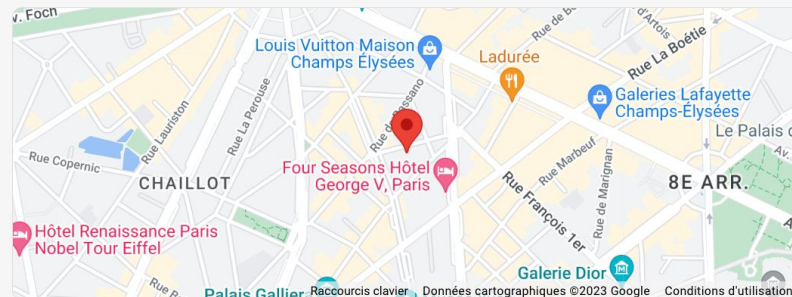 v. Foch
Louis Vuitton Maison
Champs Élysées
Rue de B
d'Artois
Rue La Boétie
Ladurée
Galeries Lafayette
Champs-Élysées
Le Palais d
Av.
Rue Lauriston
Rue La Perouse
Rue de Bassano
Rue Copernic
CHAILLOT
Four Seasons Hôtel
George V, Paris
Rue Marbeuf
Rue François 1er
Rue de Marignan
8E ARR.
Hôtel Renaissance Paris
Nobel Tour Eiffel
Galerie Dior
Palais Gallier
Raccourcis clavier
Données cartographiques ©2023 Google
Conditions d'utilisation